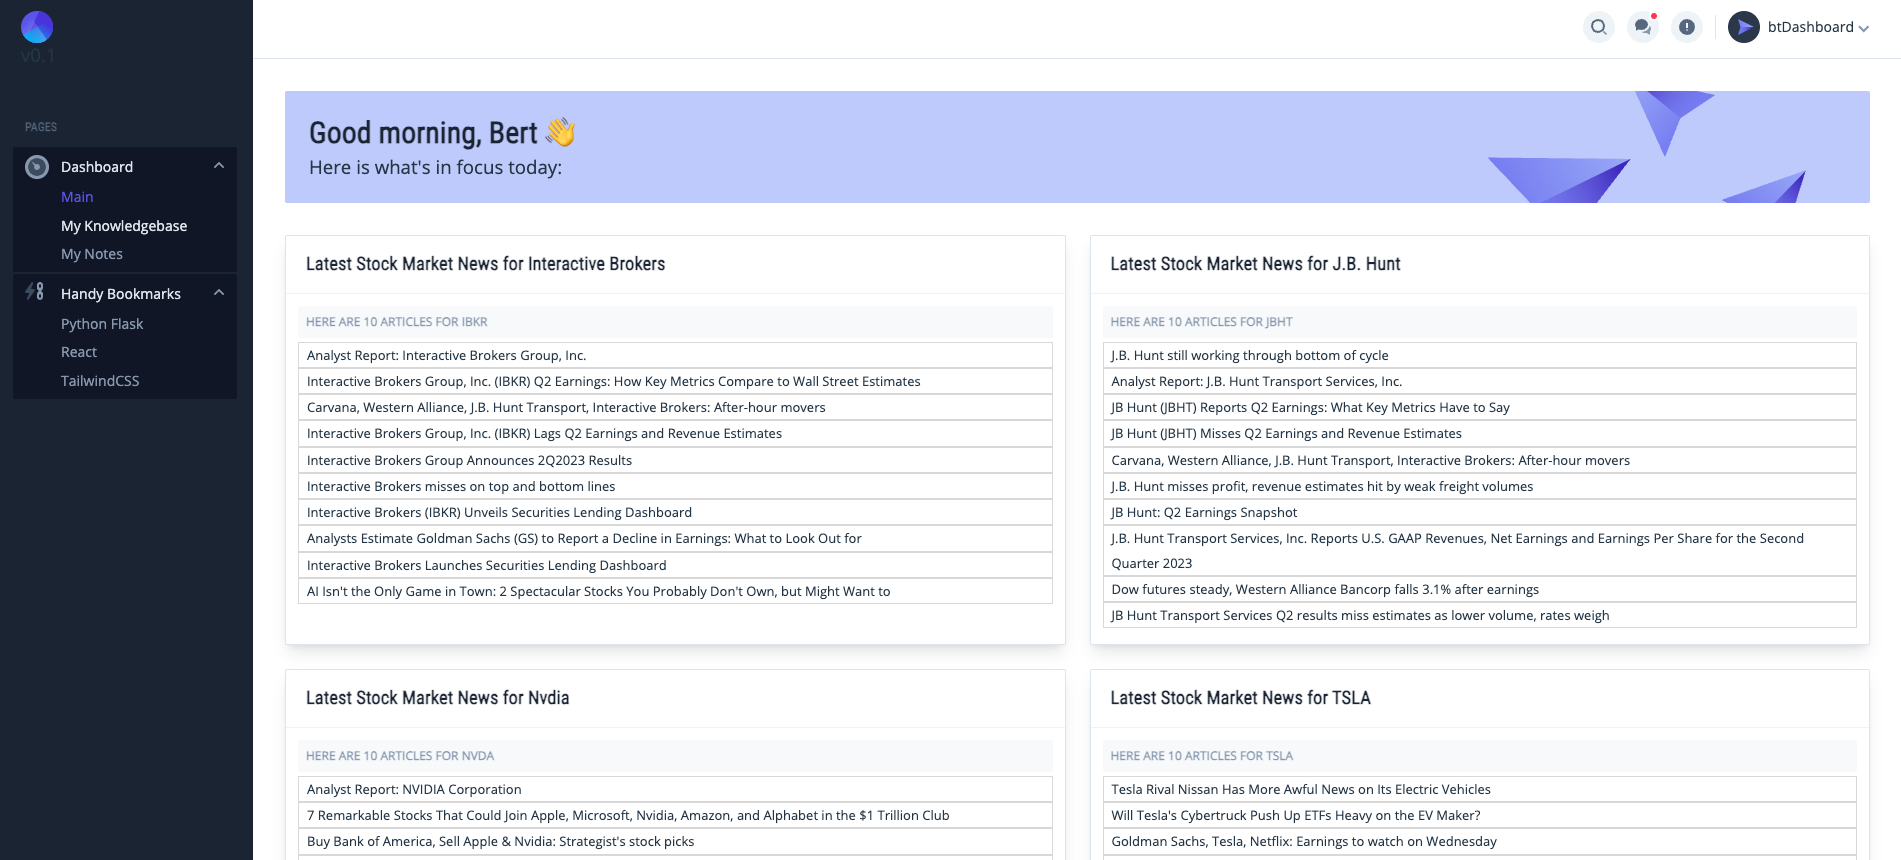 v0.1
btDashboard
PAGES
Dashboard
Main
My Knowledgebase
My Notes
Handy Bookmarks
Python Flask
React
TailwindCSS
Good morning, Bert 👋
Here is what's in focus today:
Latest Stock Market News for Interactive Brokers
HERE ARE 10 ARTICLES FOR IBKR
Analyst Report: Interactive Brokers Group, Inc.
Interactive Brokers Group, Inc. (IBKR) Q2 Earnings: How Key Metrics Compare to Wall Street Estimates
Carvana, Western Alliance, J.B. Hunt Transport, Interactive Brokers: After-hour movers
Interactive Brokers Group, Inc. (IBKR) Lags Q2 Earnings and Revenue Estimates
Interactive Brokers Group Announces 2Q2023 Results
Interactive Brokers misses on top and bottom lines
Interactive Brokers (IBKR) Unveils Securities Lending Dashboard
Analysts Estimate Goldman Sachs (GS) to Report a Decline in Earnings: What to Look Out for
Interactive Brokers Launches Securities Lending Dashboard
AI Isn't the Only Game in Town: 2 Spectacular Stocks You Probably Don't Own, but Might Want to
Latest Stock Market News for J.B. Hunt
HERE ARE 10 ARTICLES FOR JBHT
J.B. Hunt still working through bottom of cycle
Analyst Report: J.B. Hunt Transport Services, Inc.
JB Hunt (JBHT) Reports Q2 Earnings: What Key Metrics Have to Say
JB Hunt (JBHT) Misses Q2 Earnings and Revenue Estimates
Carvana, Western Alliance, J.B. Hunt Transport, Interactive Brokers: After-hour movers
J.B. Hunt misses profit, revenue estimates hit by weak freight volumes
JB Hunt: Q2 Earnings Snapshot
J.B. Hunt Transport Services, Inc. Reports U.S. GAAP Revenues, Net Earnings and Earnings Per Share for the Second
Quarter 2023
Dow futures steady, Western Alliance Bancorp falls 3.1% after earnings
JB Hunt Transport Services Q2 results miss estimates as lower volume, rates weigh
Latest Stock Market News for Nvdia
HERE ARE 10 ARTICLES FOR NVDA
Analyst Report: NVIDIA Corporation
7 Remarkable Stocks That Could Join Apple, Microsoft, Nvidia, Amazon, and Alphabet in the $1 Trillion Club
Buy Bank of America, Sell Apple & Nvidia: Strategist's stock picks
Latest Stock Market News for TSLA
HERE ARE 10 ARTICLES FOR TSLA
Tesla Rival Nissan Has More Awful News on Its Electric Vehicles
Will Tesla's Cybertruck Push Up ETFs Heavy on the EV Maker?
Goldman Sachs, Tesla, Netflix: Earnings to watch on Wednesday